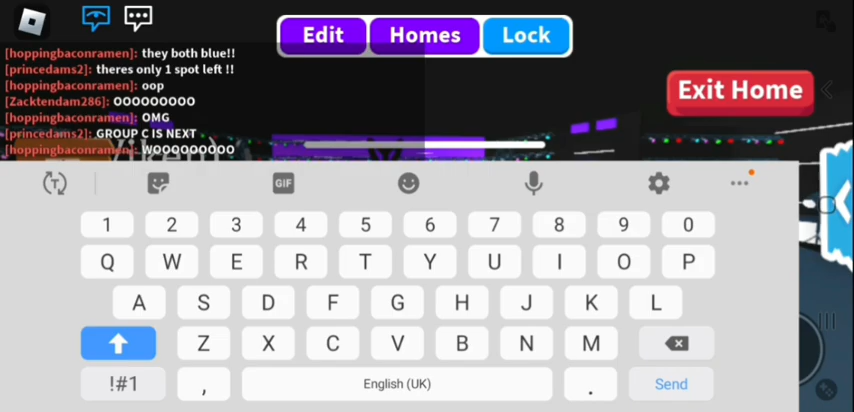 Edit Homes Lock
[hoppingbaconramen]: they both blue!!
[princedams2]: theres only 1 spot left !!
[hoppingbaconramen]: oop
[Zacktendam286]: OOOOOOOOO
[hoppingbaconramen]: OMG
[princedams2]: GROUP C IS NEXT
[hoppingbaconramen]: WOOOOOOOOO
Exit Home
T GIF
1 2 3 4 5 6 7 8 9 0
Q W E R T Y U I O P
A S D F G H J K L
Z X C V B N M
!#1 , English (UK) . Send